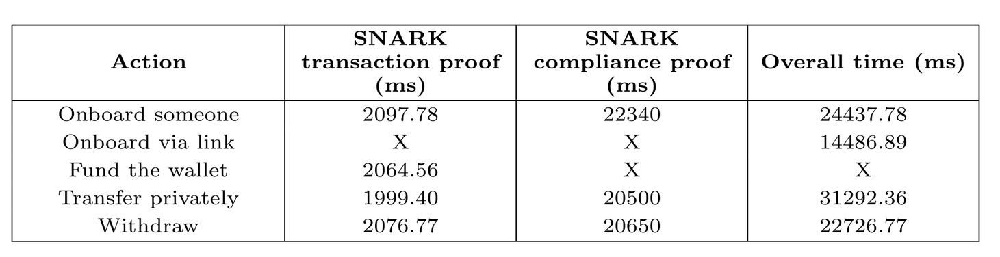 Action | SNARK transaction proof (ms) | SNARK compliance proof (ms) | Overall time (ms)
Onboard someone | 2097.78 | 22340 | 24437.78
Onboard via link | X | X | 14486.89
Fund the wallet | 2064.56 | X | X
Transfer privately | 1999.40 | 20500 | 31292.36
Withdraw | 2076.77 | 20650 | 22726.77